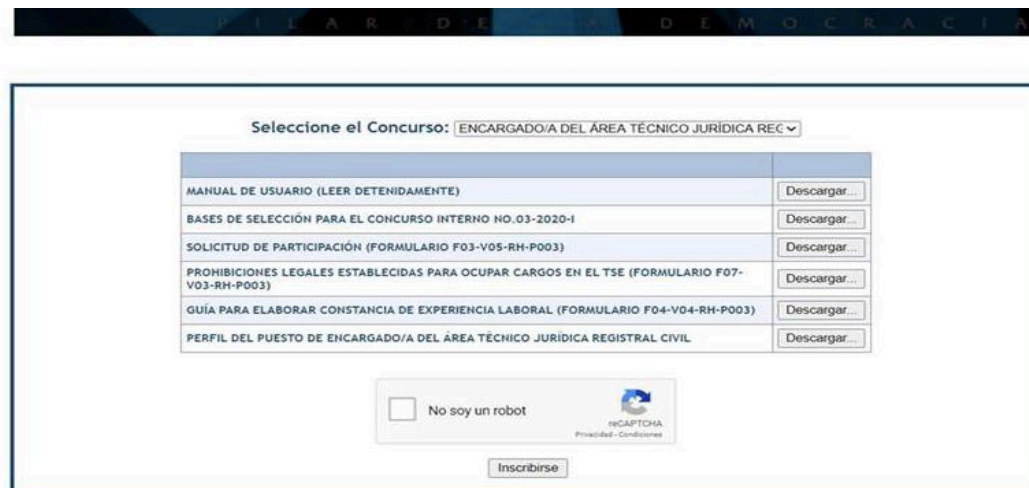 PILAR DE LA DEMOCRACIA
Seleccione el Concurso: ENCARGADO/A DEL ÁREA TÉCNICO JURÍDICA REG
MANUAL DE USUARIO (LEER DETENIDAMENTE) Descargar...
BASES DE SELECCIÓN PARA EL CONCURSO INTERNO NO.03-2020-I Descargar...
SOLICITUD DE PARTICIPACIÓN (FORMULARIO F03-V05-RH-P003) Descargar...
PROHIBICIONES LEGALES ESTABLECIDAS PARA OCUPAR CARGOS EN EL TSE (FORMULARIO F07-
V03-RH-P003) Descargar...
GUÍA PARA ELABORAR CONSTANCIA DE EXPERIENCIA LABORAL (FORMULARIO F04-V04-RH-P003) Descargar...
PERFIL DEL PUESTO DE ENCARGADO/A DEL ÁREA TÉCNICO JURÍDICA REGISTRAL CIVIL Descargar...
No soy un robot
reCAPTCHA
Privacidad - Condiciones
Inscribirse